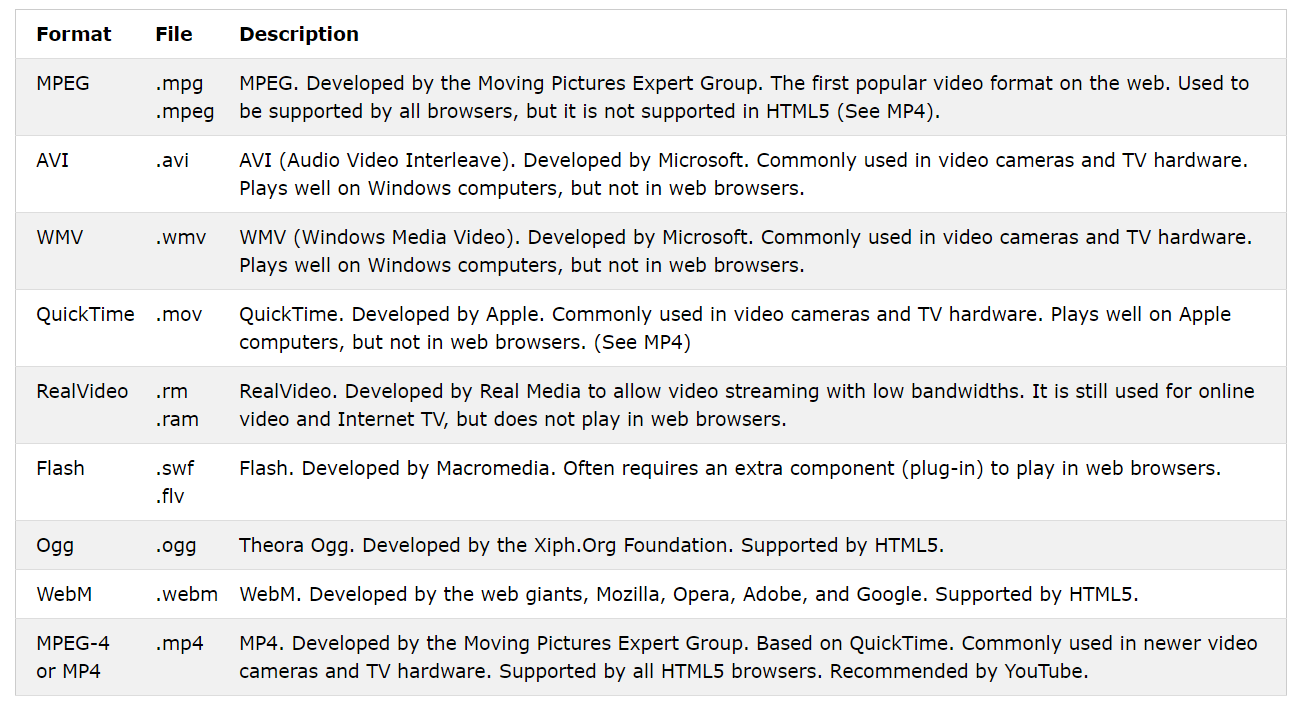 Format File Description
MPEG .mpg MPEG. Developed by the Moving Pictures Expert Group. The first popular video format on the web. Used to
.mpeg be supported by all browsers, but it is not supported in HTML5 (See MP4).
AVI .avi AVI (Audio Video Interleave). Developed by Microsoft. Commonly used in video cameras and TV hardware.
Plays well on Windows computers, but not in web browsers.
WMV .wmv WMV (Windows Media Video). Developed by Microsoft. Commonly used in video cameras and TV hardware.
Plays well on Windows computers, but not in web browsers.
QuickTime .mov QuickTime. Developed by Apple. Commonly used in video cameras and TV hardware. Plays well on Apple
computers, but not in web browsers. (See MP4)
RealVideo .rm RealVideo. Developed by Real Media to allow video streaming with low bandwidths. It is still used for online
.ram video and Internet TV, but does not play in web browsers.
Flash .swf Flash. Developed by Macromedia. Often requires an extra component (plug-in) to play in web browsers.
.flv
Ogg .ogg Theora Ogg. Developed by the Xiph.Org Foundation. Supported by HTML5.
WebM .webm WebM. Developed by the web giants, Mozilla, Opera, Adobe, and Google. Supported by HTML5.
MPEG-4 .mp4 MP4. Developed by the Moving Pictures Expert Group. Based on QuickTime. Commonly used in newer video
or MP4 cameras and TV hardware. Supported by all HTML5 browsers. Recommended by YouTube.